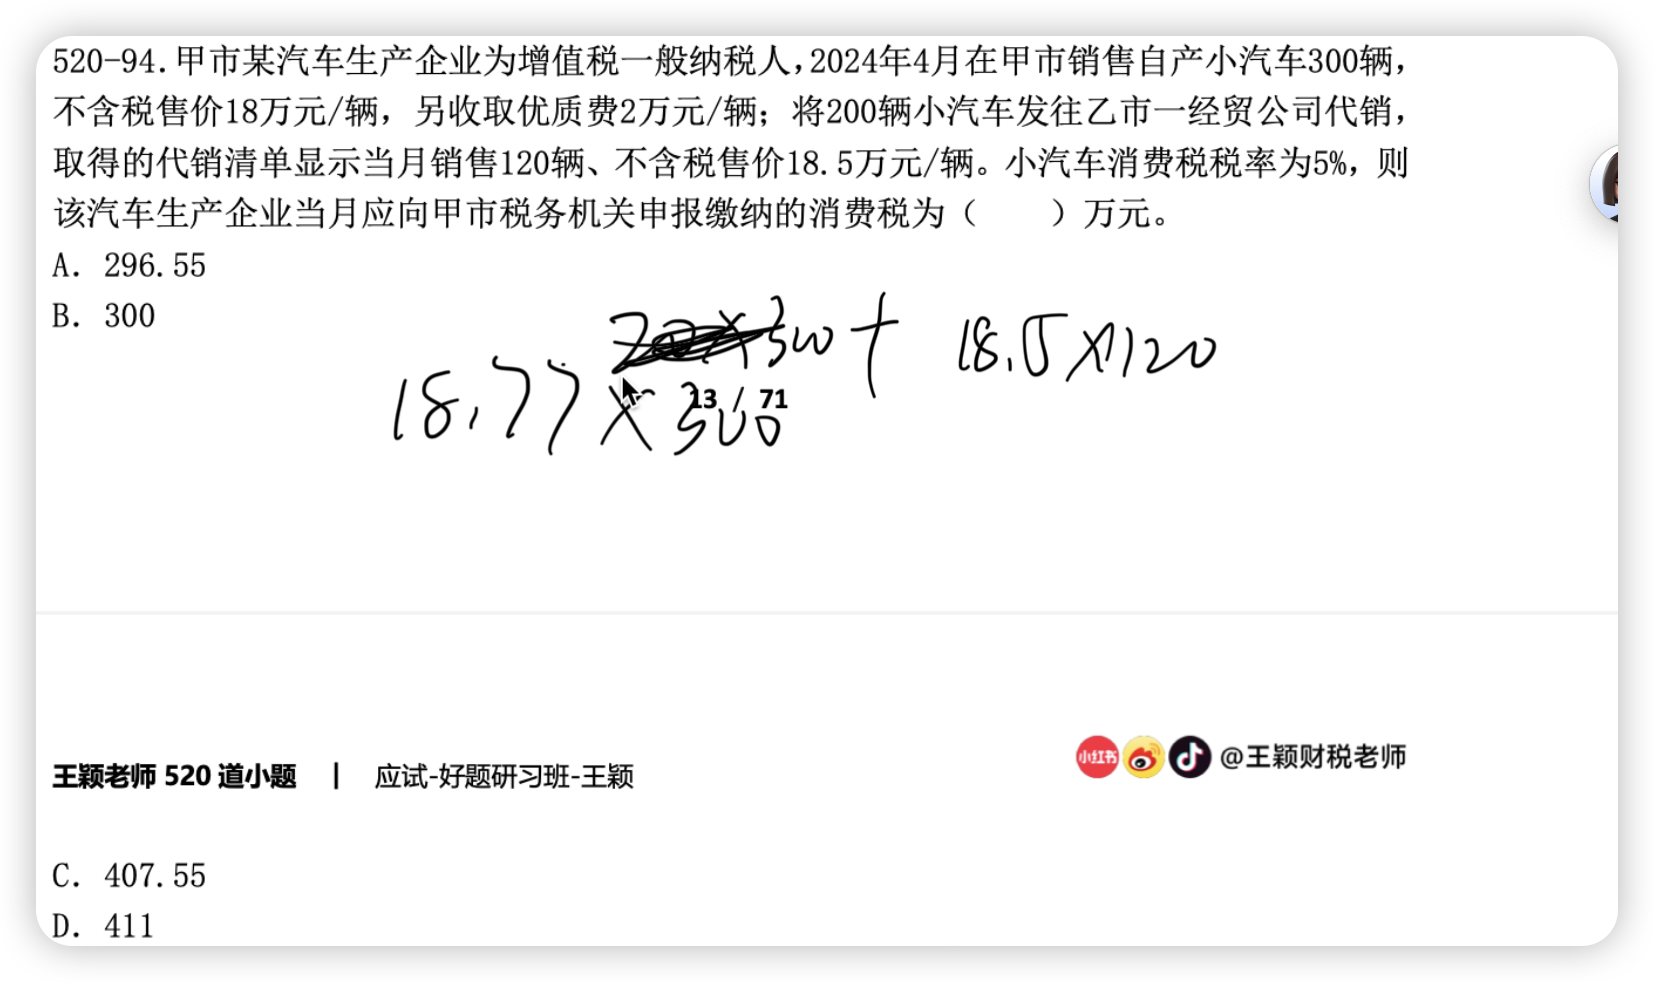 520-94.甲市某汽车生产企业为增值税一般纳税人,2024年4月在甲市销售自产小汽车300辆,
不含税售价18万元/辆，另收取优质费2万元/辆；将200辆小汽车发往乙市一经贸公司代销,
取得的代销清单显示当月销售120辆、不含税售价18.5万元/辆。小汽车消费税税率为5%，则
该汽车生产企业当月应向甲市税务机关申报缴纳的消费税为（　　）万元。
A. 296.55
B. 300
300 + 18.5×120
18.77×300
13 / 71
王颖老师 520 道小题 | 应试-好题研习班-王颖
小红书 @王颖财税老师
C. 407.55
D. 411